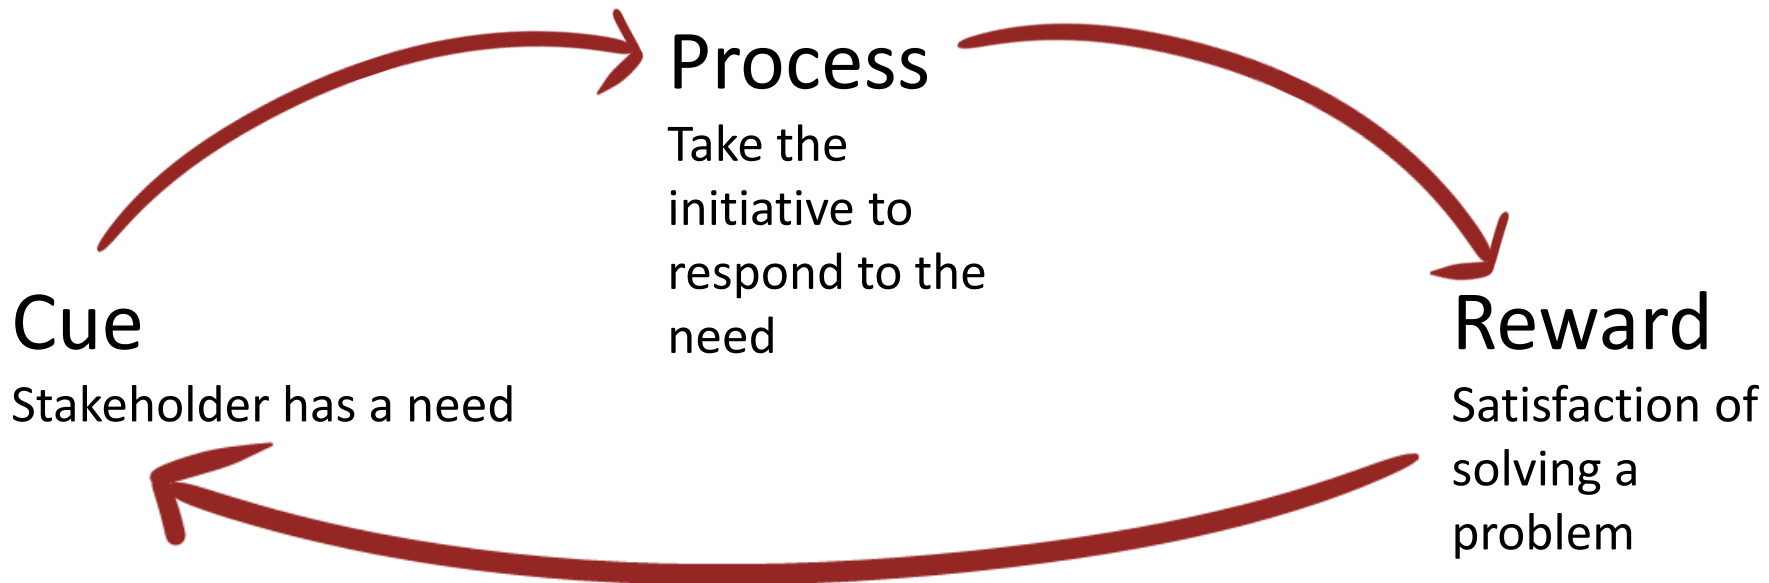 Process
Take the
initiative to
respond to the
need
Cue
Stakeholder has a need
Reward
Satisfaction of
solving a
problem